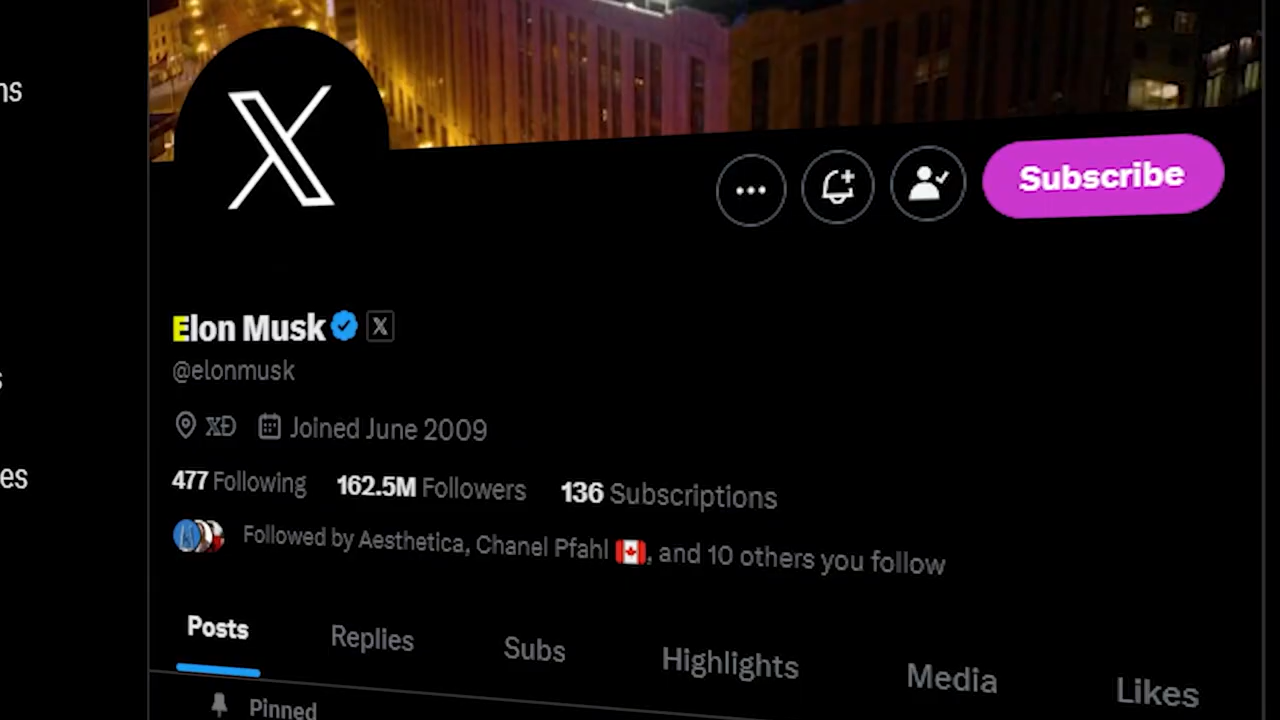 ns
Subscribe
Elon Musk
@elonmusk
XÐ Joined June 2009
477 Following 162.5M Followers 136 Subscriptions
Followed by Aesthetica, Chanel Pfahl 🇨🇦, and 10 others you follow
es
Posts Replies Subs Highlights Media Likes
Pinned